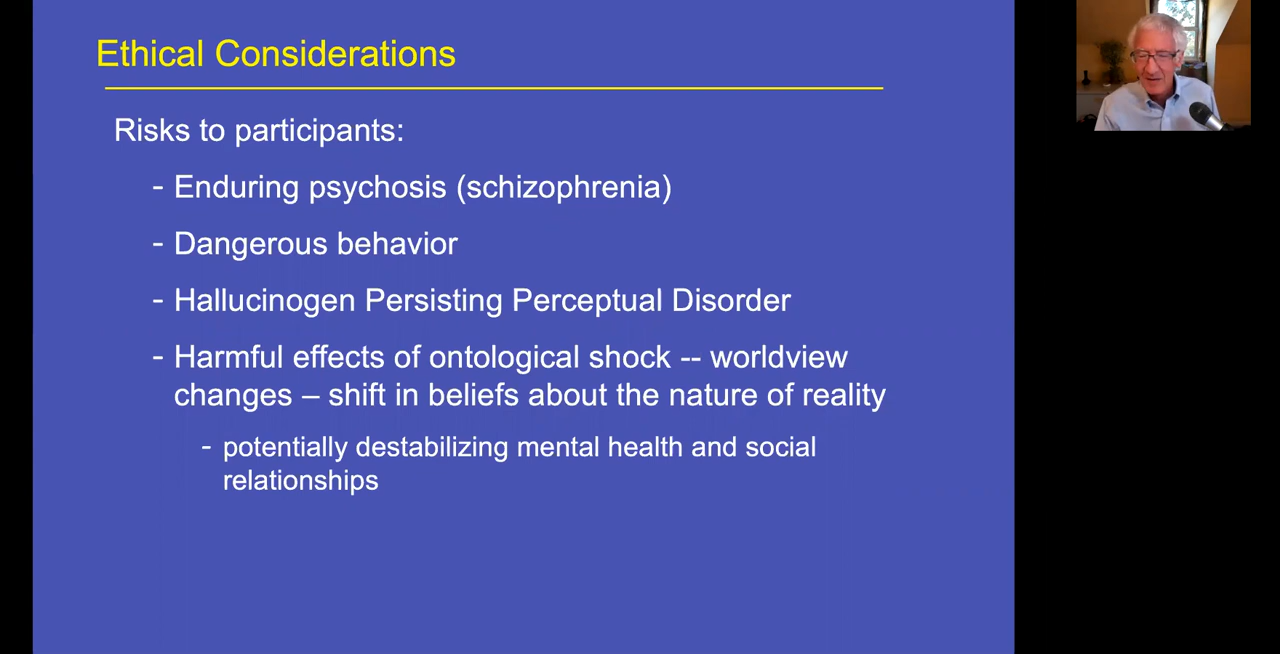 Ethical Considerations
Risks to participants:
- Enduring psychosis (schizophrenia)
- Dangerous behavior
- Hallucinogen Persisting Perceptual Disorder
- Harmful effects of ontological shock -- worldview
changes – shift in beliefs about the nature of reality
- potentially destabilizing mental health and social
relationships